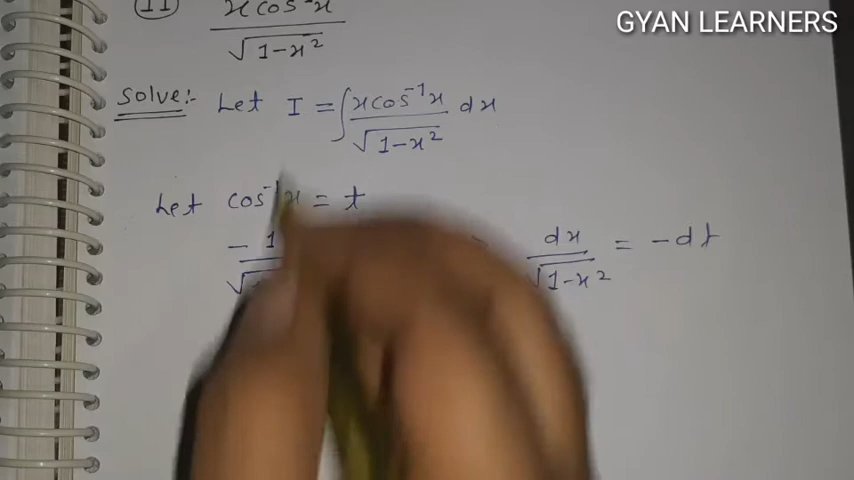 GYAN LEARNERS
11 x cos⁻¹x
√1-x²
Solve:- Let I = ∫ x cos⁻¹x / √1-x² dx
Let cos⁻¹x = t
- 1 / √ dx / √1-x² = -dt